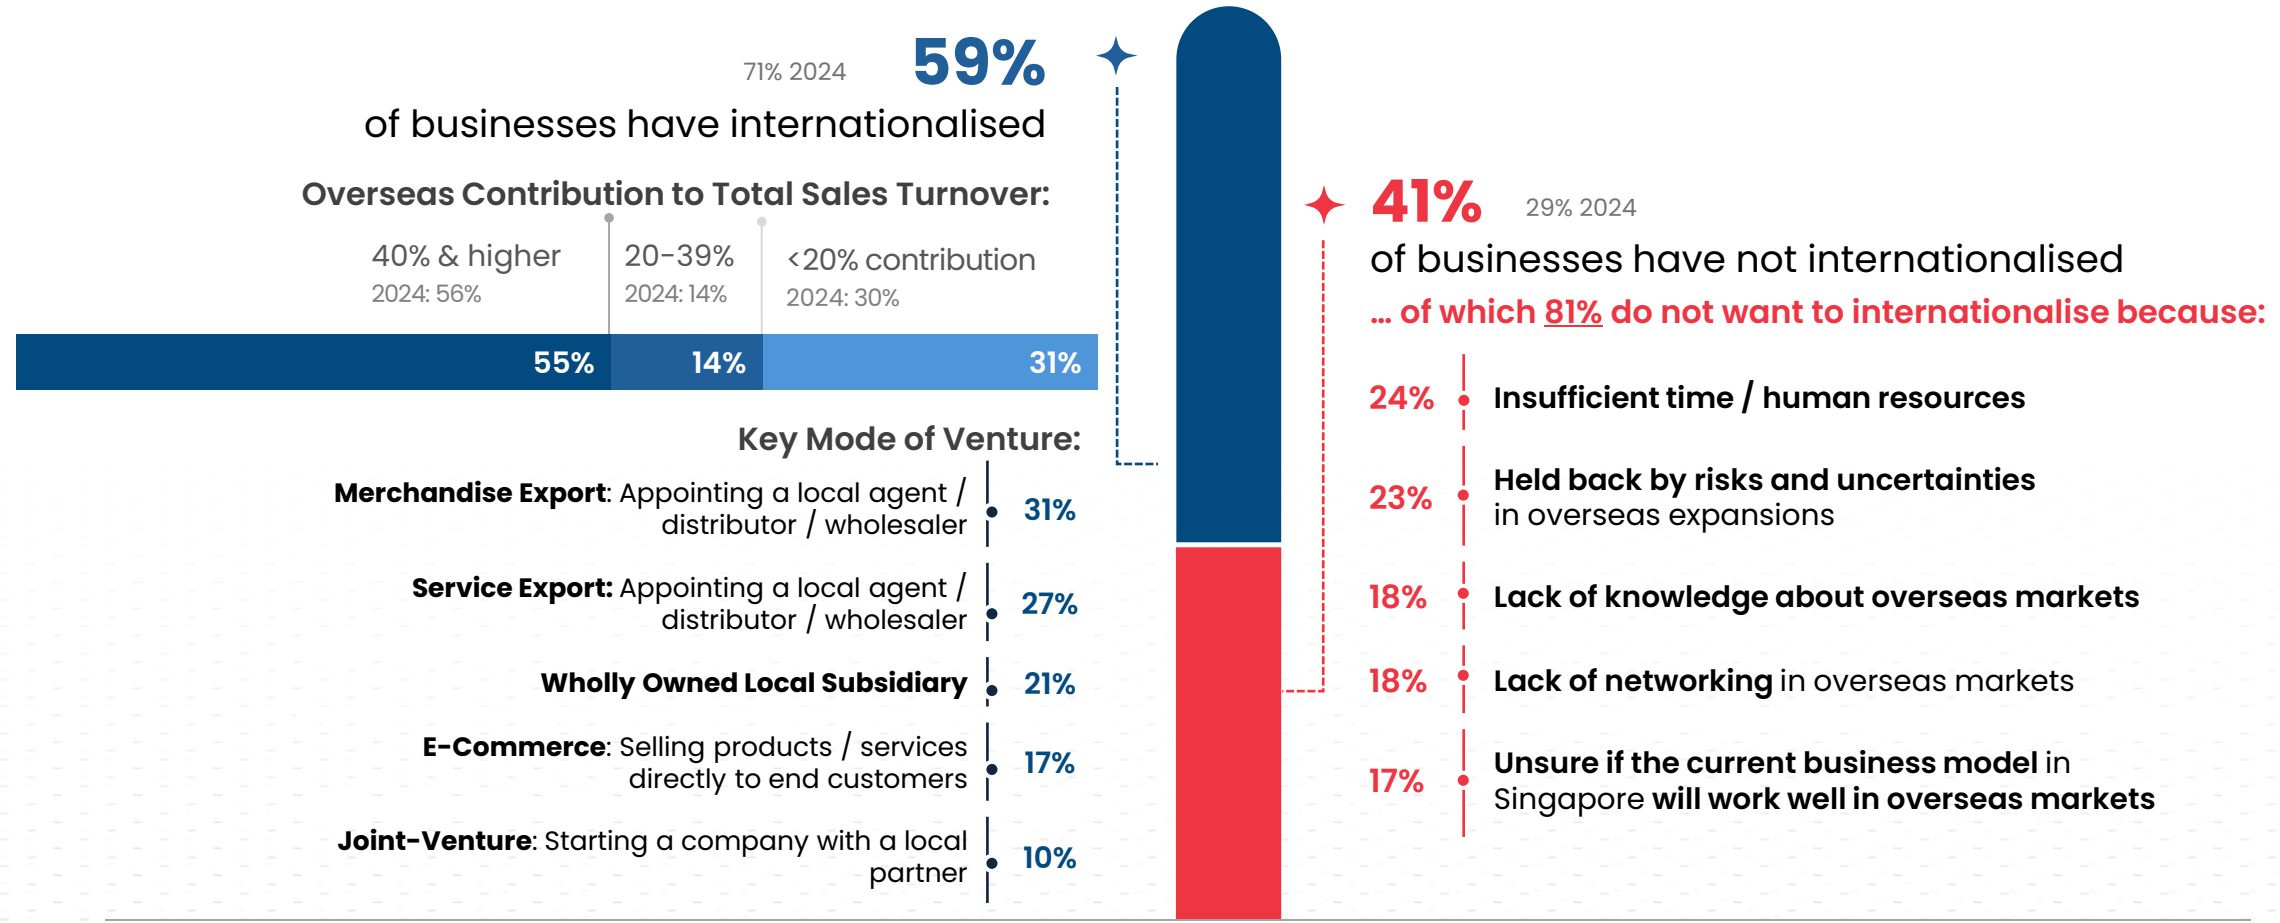 71% 2024 59%
of businesses have internationalised
Overseas Contribution to Total Sales Turnover:
40% & higher
2024: 56%
20-39%
2024: 14%
<20% contribution
2024: 30%
55% 14% 31%
Key Mode of Venture:
Merchandise Export: Appointing a local agent /
distributor / wholesaler
31%
Service Export: Appointing a local agent /
distributor / wholesaler
27%
Wholly Owned Local Subsidiary
21%
E-Commerce: Selling products / services
directly to end customers
17%
Joint-Venture: Starting a company with a local
partner
10%
41% 29% 2024
of businesses have not internationalised
... of which 81% do not want to internationalise because:
24% Insufficient time / human resources
23%
Held back by risks and uncertainties
in overseas expansions
18% Lack of knowledge about overseas markets
18% Lack of networking in overseas markets
17%
Unsure if the current business model in
Singapore will work well in overseas markets